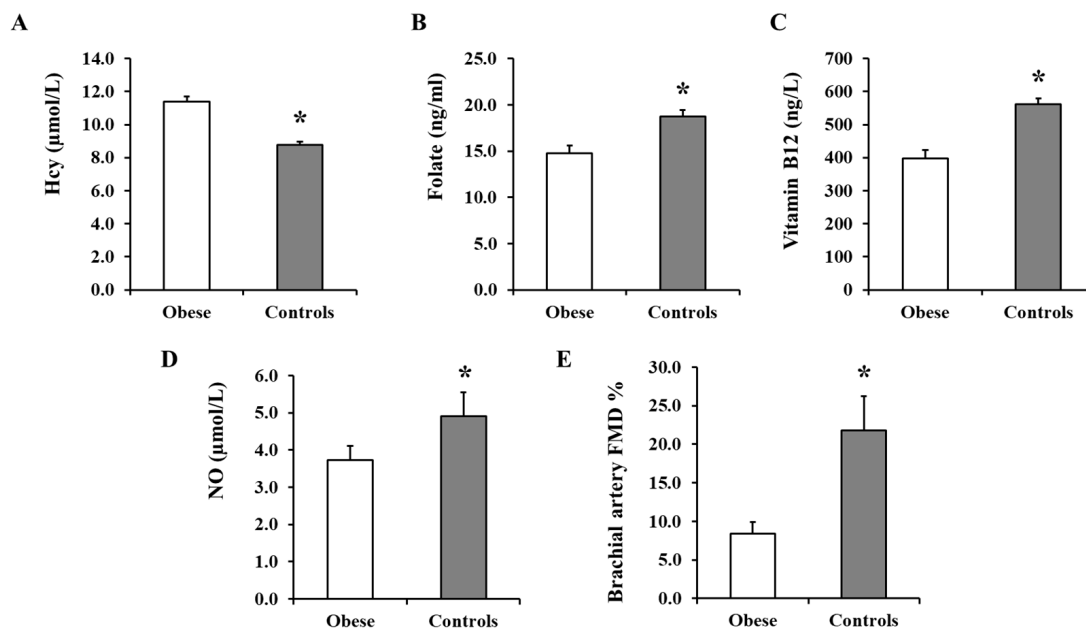 A
Hcy (µmol/L)
14.0
12.0
10.0
8.0
6.0
4.0
2.0
0.0
*
Obese
Controls
B
Folate (ng/ml)
25.0
20.0
15.0
10.0
5.0
0.0
*
Obese
Controls
C
Vitamin B12 (ng/L)
700
600
500
400
300
200
100
0
*
Obese
Controls
D
NO (µmol/L)
6.0
5.0
4.0
3.0
2.0
1.0
0.0
*
Obese
Controls
E
Brachial artery FMD %
30.0
25.0
20.0
15.0
10.0
5.0
0.0
*
Obese
Controls